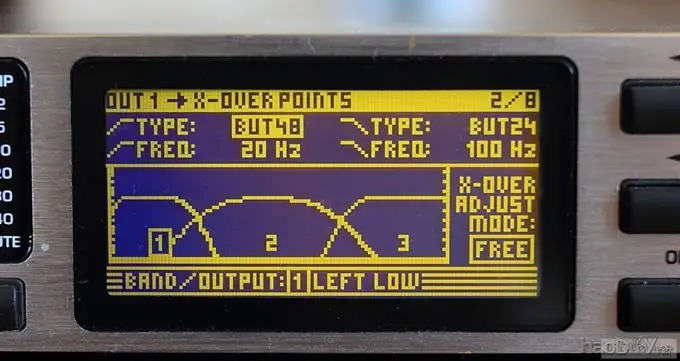 OUT 1 → X-OVER POINTS 2/8
TYPE: BUT48 TYPE: BUT24
FREQ: 20 Hz FREQ: 100 Hz
X-OVER
ADJUST
MODE:
FREE
1 2 3
BAND/OUTPUT: 1 LEFT LOW